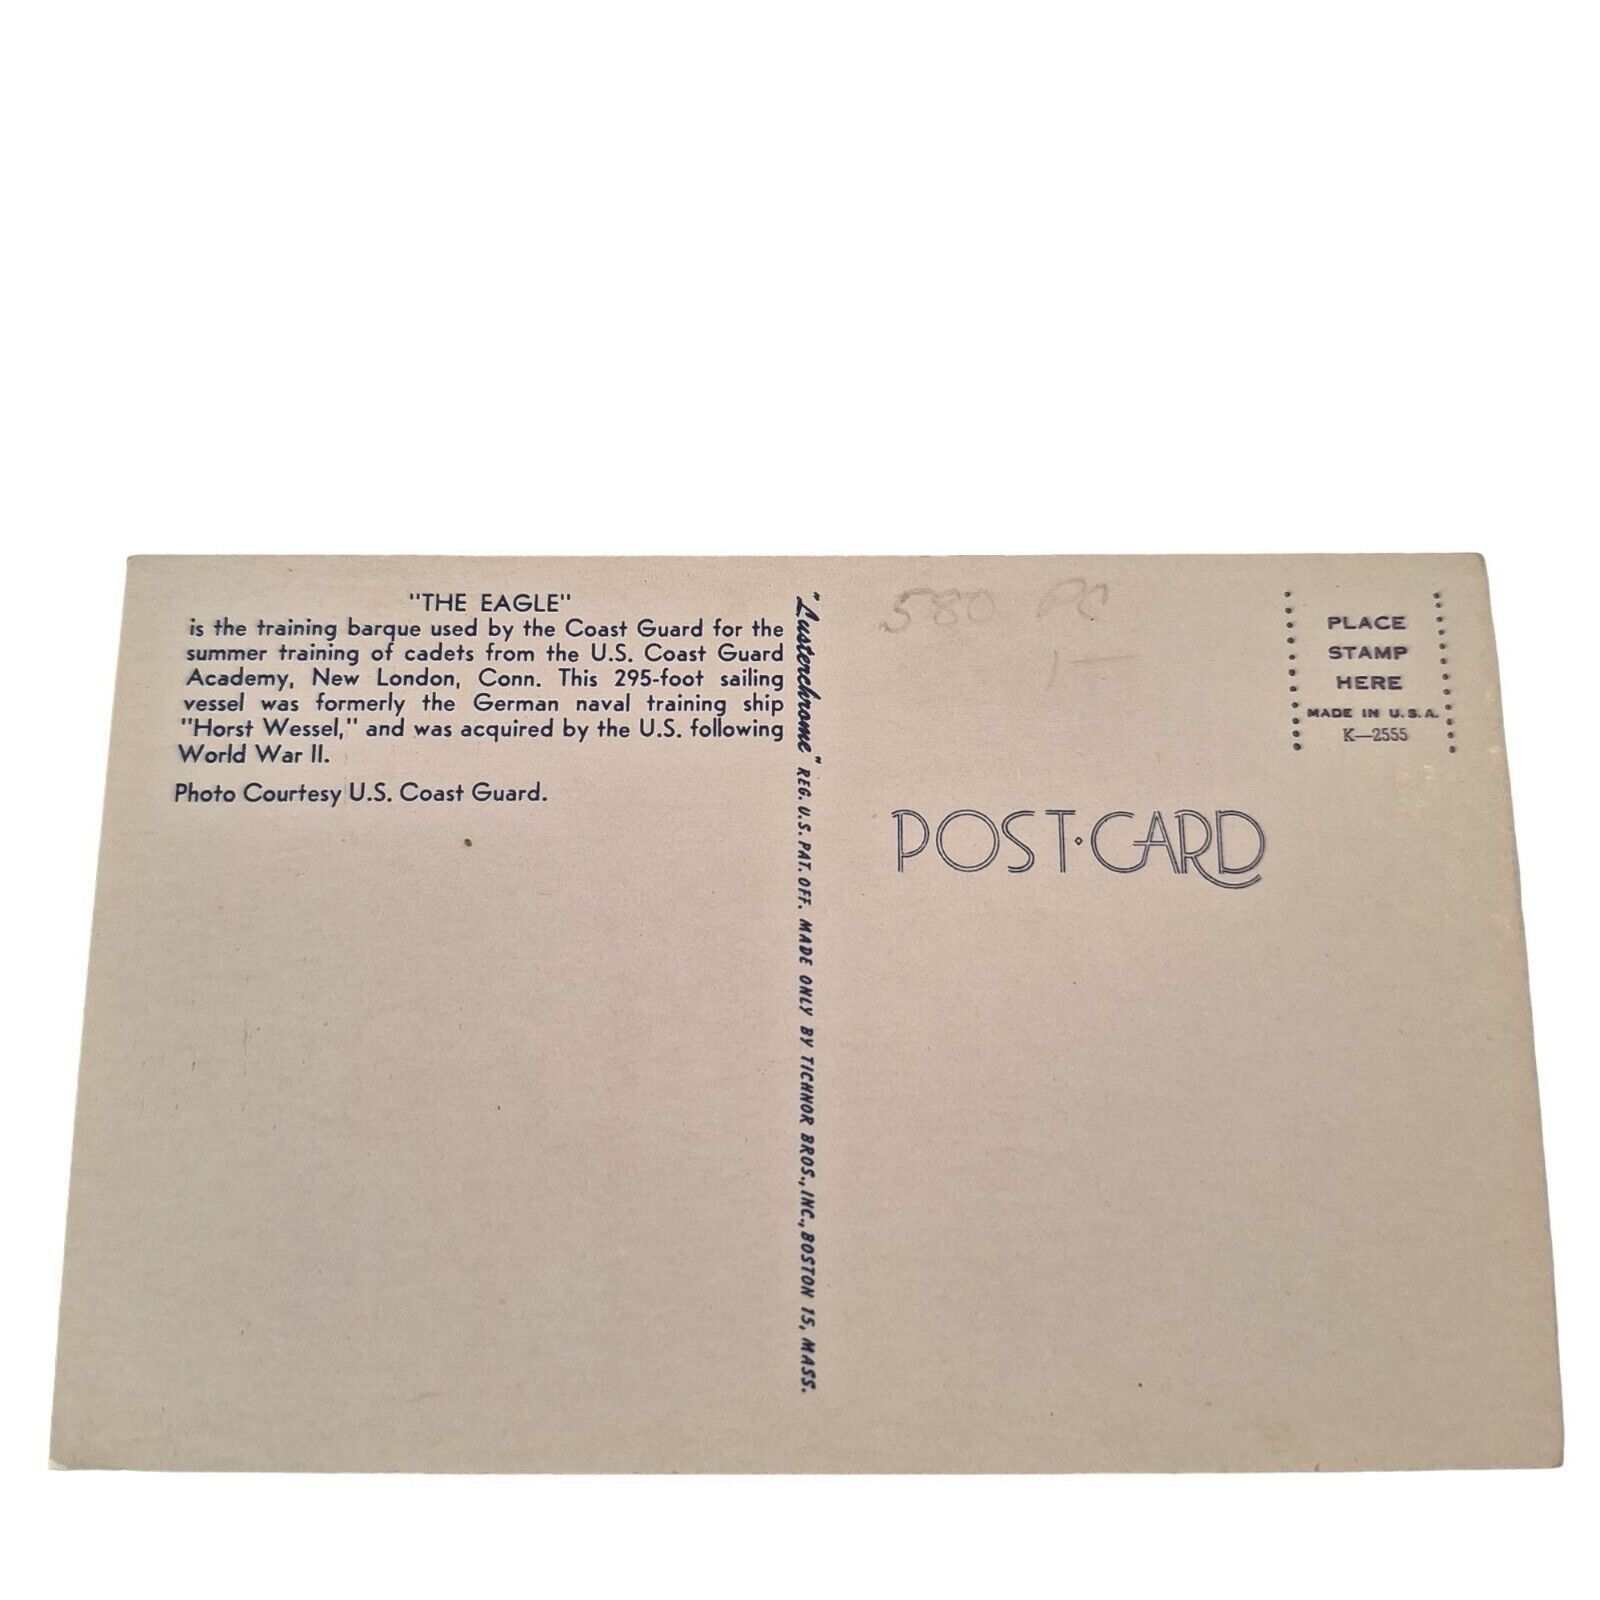 "THE EAGLE"
is the training barque used by the Coast Guard for the
summer training of cadets from the U.S. Coast Guard
Academy, New London, Conn. This 295-foot sailing
vessel was formerly the German naval training ship
"Horst Wessel," and was acquired by the U.S. following
World War II.
Photo Courtesy U.S. Coast Guard.
"Lusterchrome" REG. U.S. PAT. OFF. MADE ONLY BY TICHNOR BROS., INC., BOSTON 15, MASS.
580 PC
1—
PLACE
STAMP
HERE
MADE IN U.S.A.
K—2555
POST·CARD